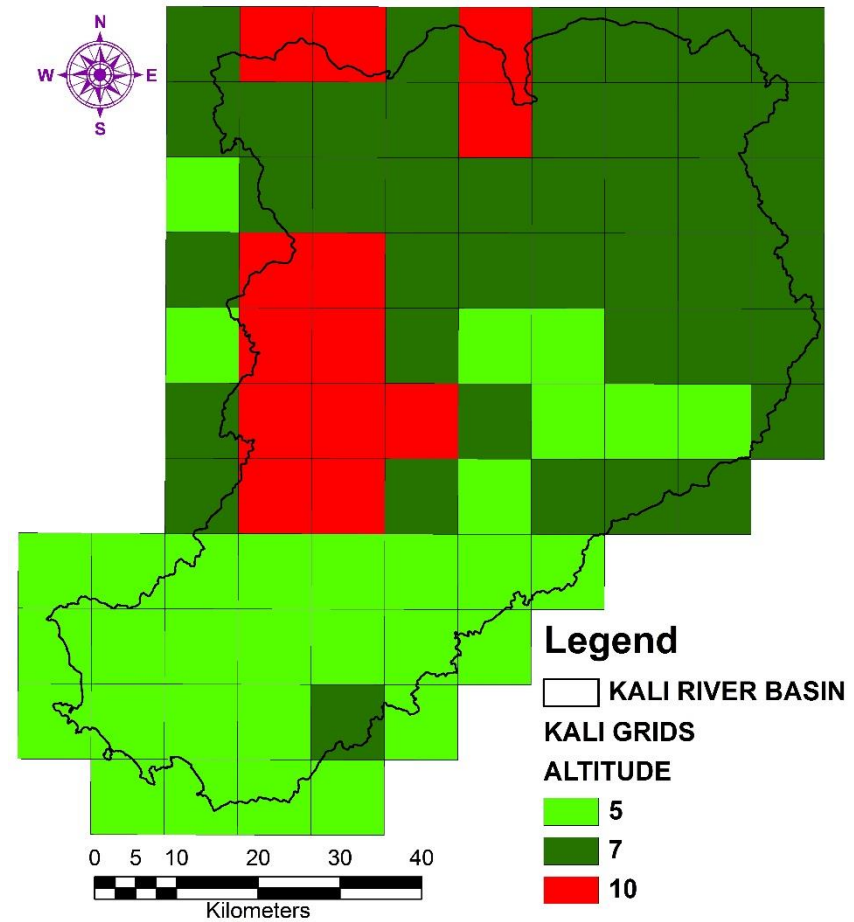 N
W E
S
Legend
KALI RIVER BASIN
KALI GRIDS
ALTITUDE
5
7
10
0 5 10 20 30 40
Kilometers